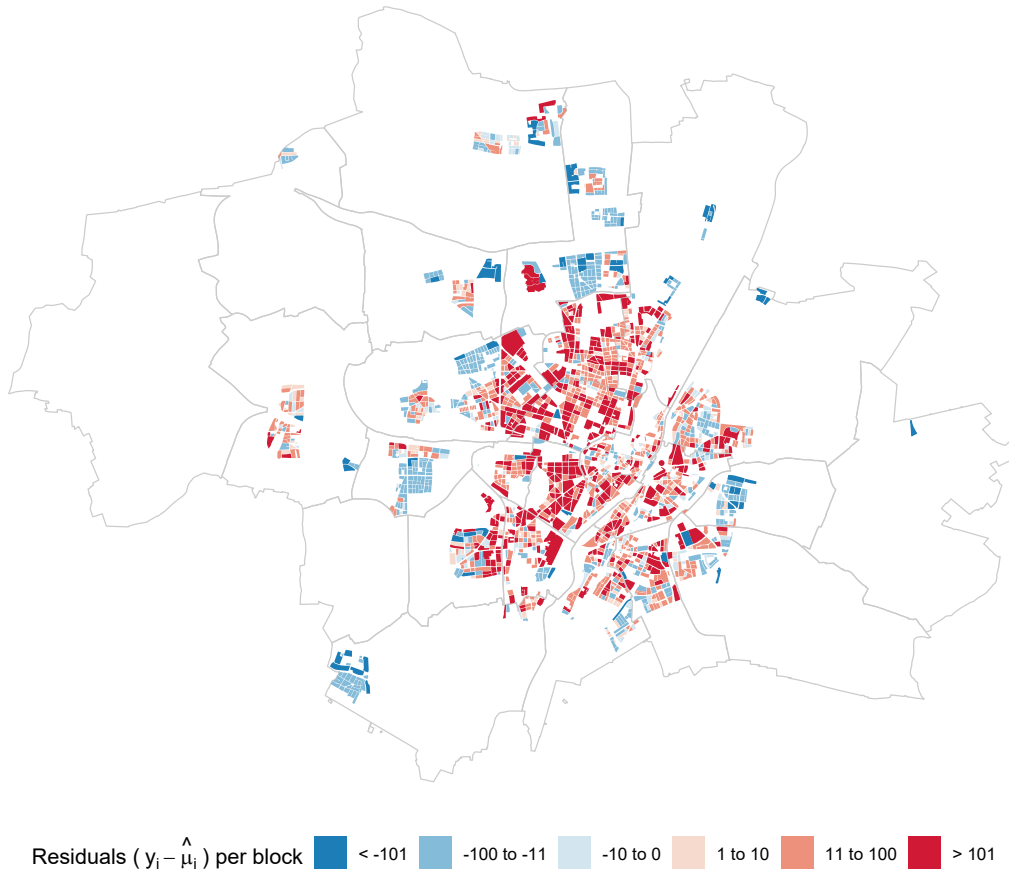 Residuals ( yᵢ − μ̂ᵢ ) per block < -101 -100 to -11 -10 to 0 1 to 10 11 to 100 > 101